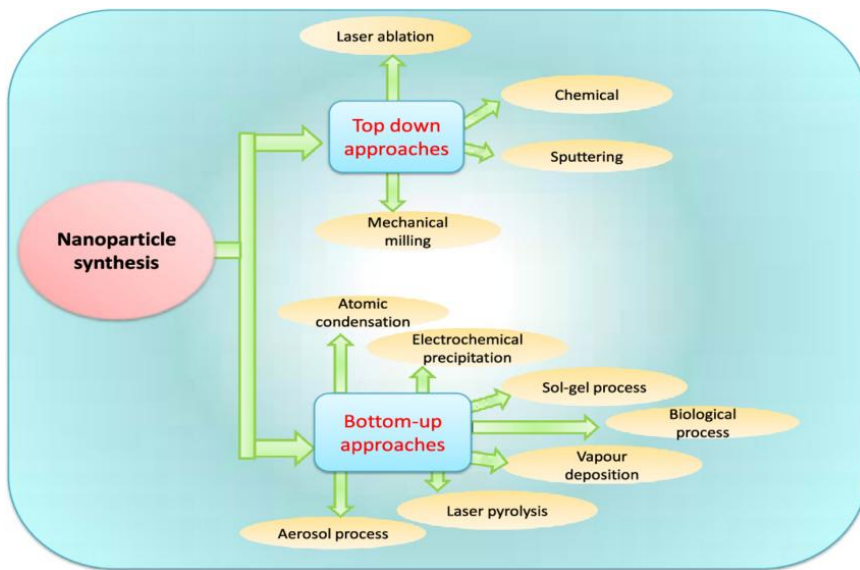 Laser ablation
Chemical
Top down
approaches
Sputtering
Mechanical
milling
Nanoparticle
synthesis
Atomic
condensation
Electrochemical
precipitation
Sol-gel process
Biological
process
Bottom-up
approaches
Vapour
deposition
Laser pyrolysis
Aerosol process